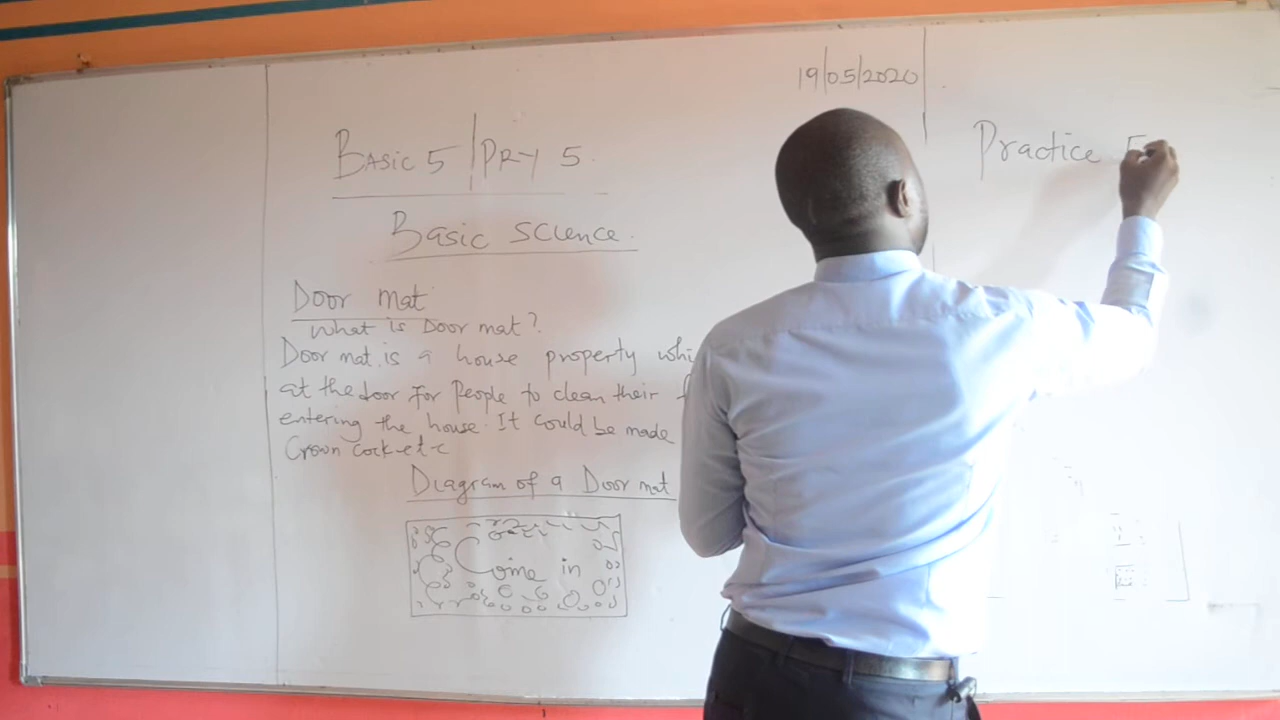 19/05/2020
BASIC 5 | PRY 5.
Basic science.
Door mat
What is Door mat?
Door mat is a house property whi
at the door for people to clean their f
entering the house. It could be made
Crown cork etc
Diagram of a Door mat
Come in
Practice 5